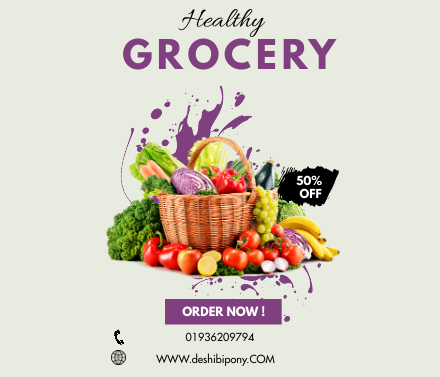 Healthy
GROCERY
50%
OFF
ORDER NOW !
01936209794
WWW.deshibipony.COM